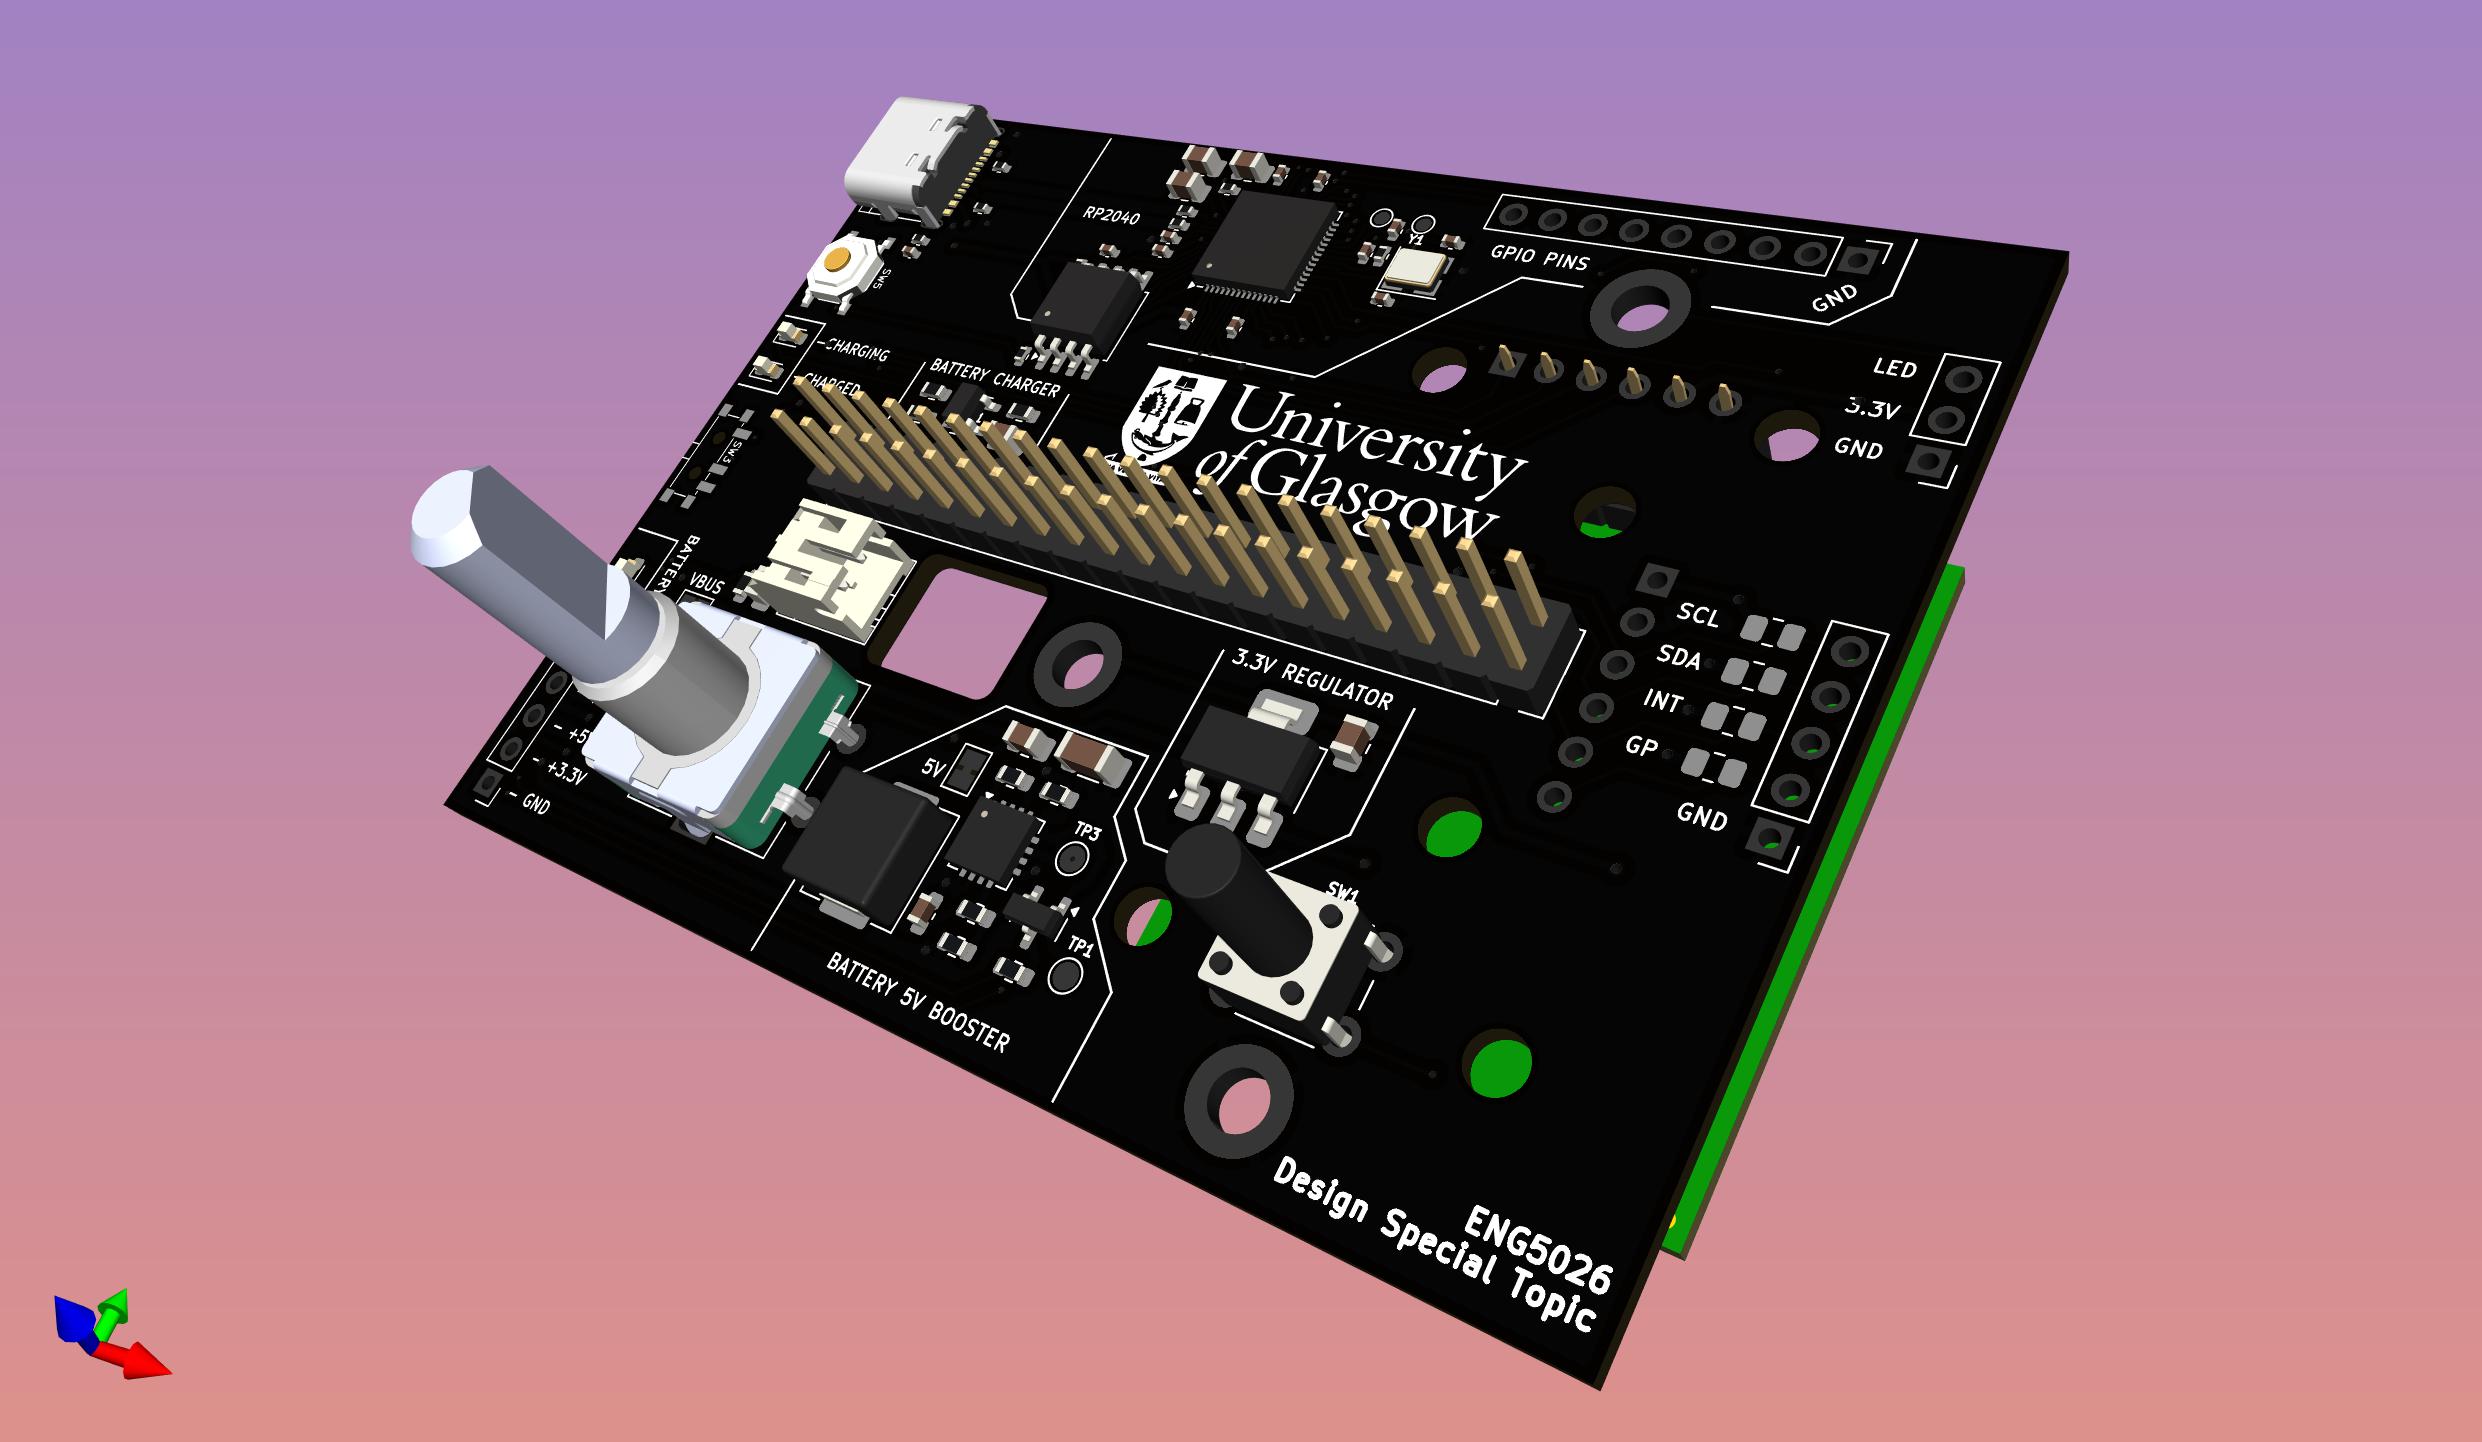 RP2040
Y1
GPIO PINS
GND
SW5
-CHARGING
-CHARGED
BATTERY CHARGER
LED
3.3V
GND
SW3
University
of Glasgow
BATTERY
VBUS
SCL
SDA
INT
GP
GND
3.3V REGULATOR
- +5
- +3.3V
- GND
5V
TP3
TP1
SW1
BATTERY 5V BOOSTER
ENG5026
Design Special Topic